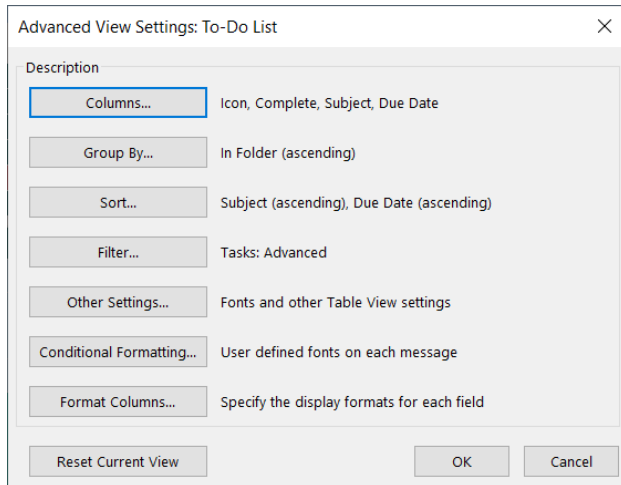 Advanced View Settings: To-Do List
Description
Columns... Icon, Complete, Subject, Due Date
Group By... In Folder (ascending)
Sort... Subject (ascending), Due Date (ascending)
Filter... Tasks: Advanced
Other Settings... Fonts and other Table View settings
Conditional Formatting... User defined fonts on each message
Format Columns... Specify the display formats for each field
Reset Current View OK Cancel